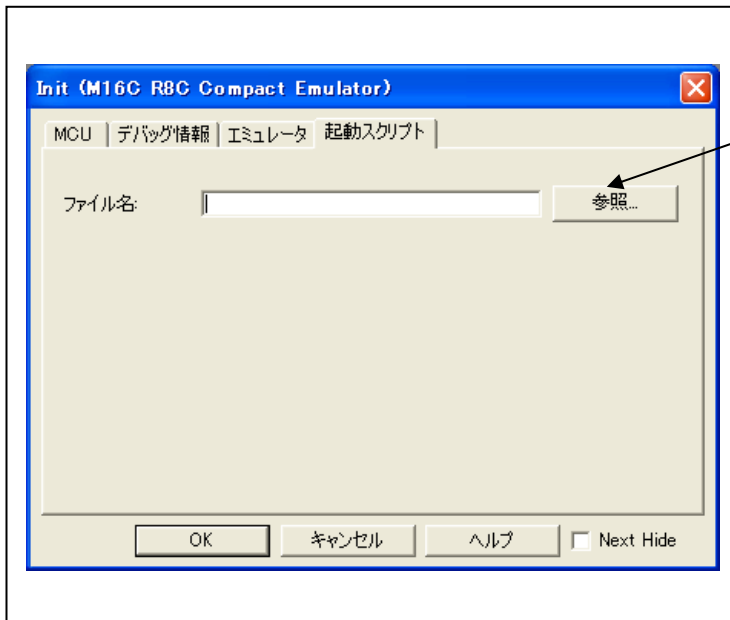 Init (M16C R8C Compact Emulator)
MCU デバッグ情報 エミュレータ 起動スクリプト
ファイル名: 参照...
OK キャンセル ヘルプ Next Hide